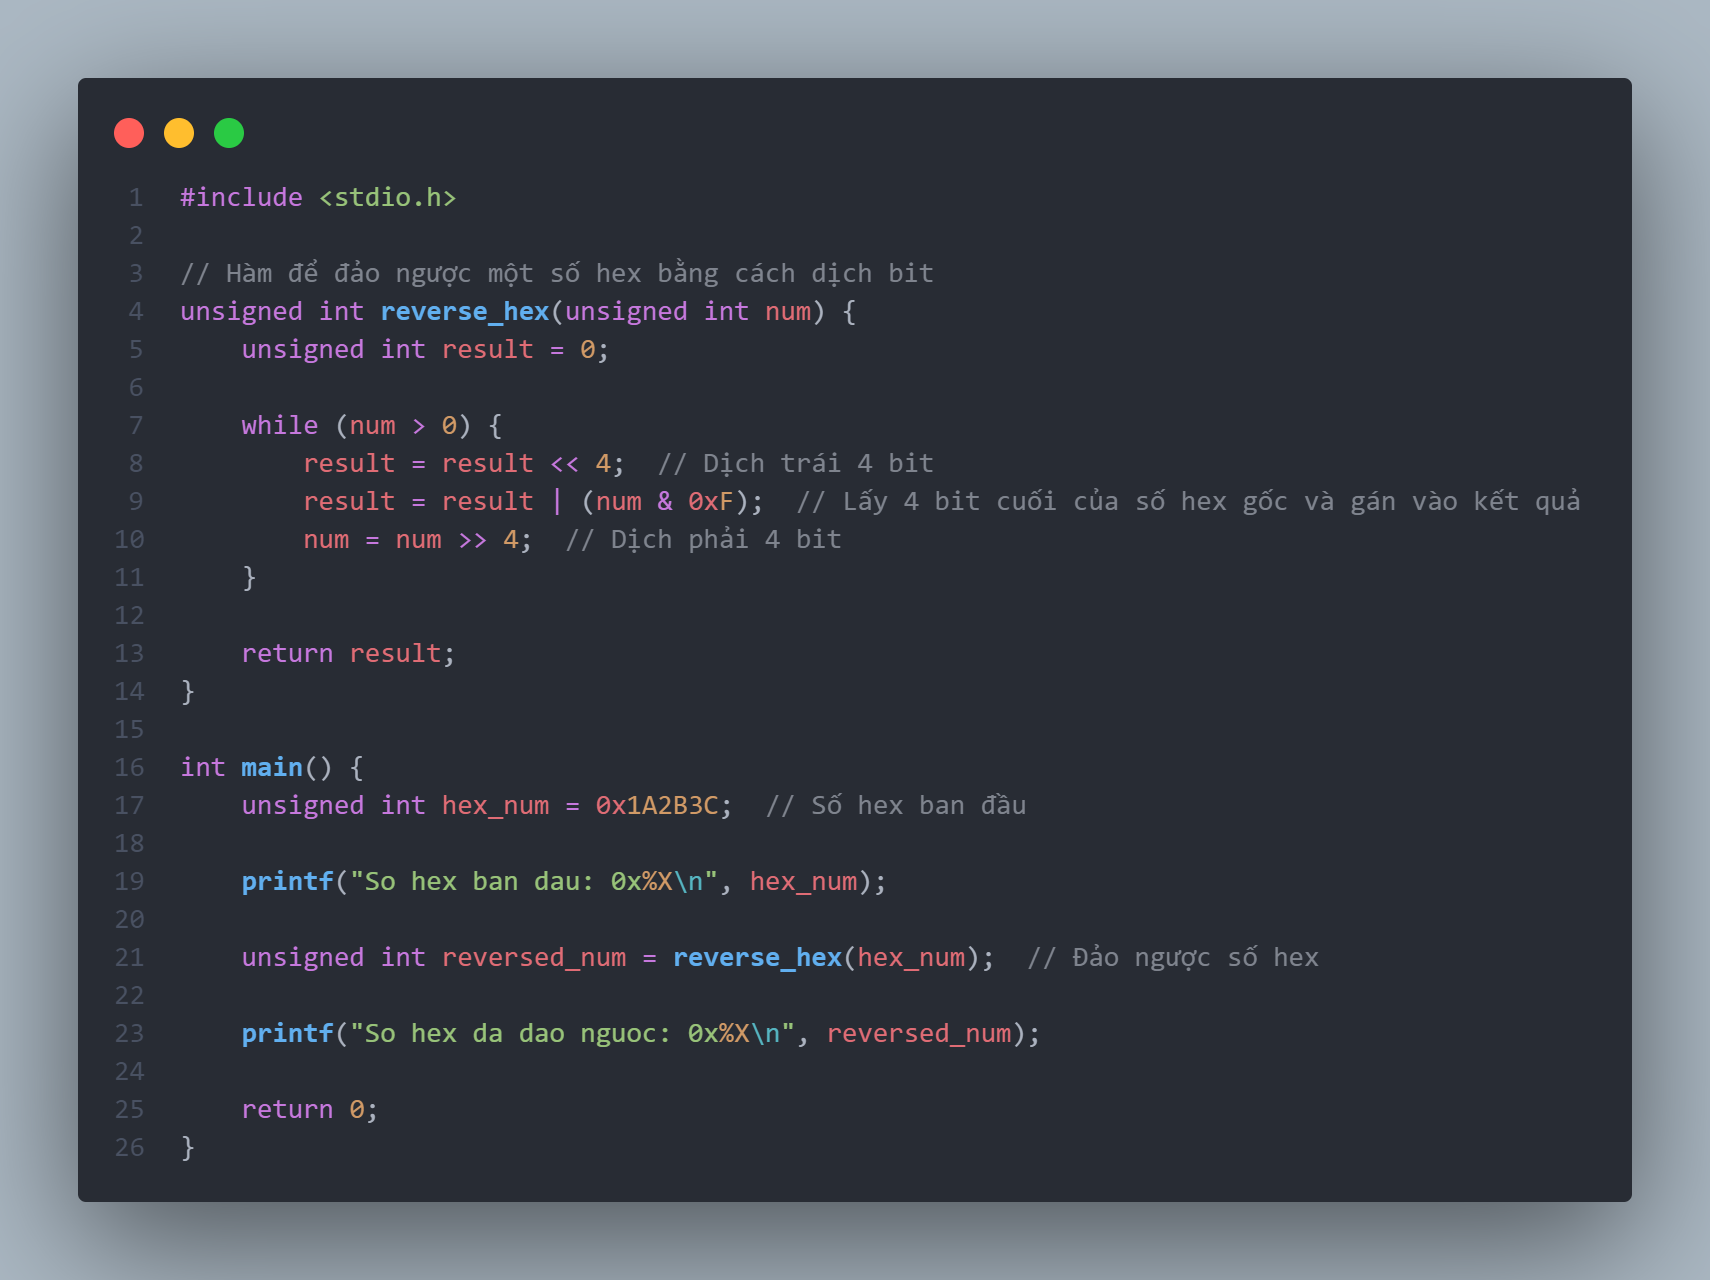 1 #include <stdio.h>
2
3 // Hàm để đảo ngược một số hex bằng cách dịch bit
4 unsigned int reverse_hex(unsigned int num) {
5     unsigned int result = 0;
6
7     while (num > 0) {
8         result = result << 4;  // Dịch trái 4 bit
9         result = result | (num & 0xF);  // Lấy 4 bit cuối của số hex gốc và gán vào kết quả
10         num = num >> 4;  // Dịch phải 4 bit
11     }
12
13     return result;
14 }
15
16 int main() {
17     unsigned int hex_num = 0x1A2B3C;  // Số hex ban đầu
18
19     printf("So hex ban dau: 0x%X\n", hex_num);
20
21     unsigned int reversed_num = reverse_hex(hex_num);  // Đảo ngược số hex
22
23     printf("So hex da dao nguoc: 0x%X\n", reversed_num);
24
25     return 0;
26 }